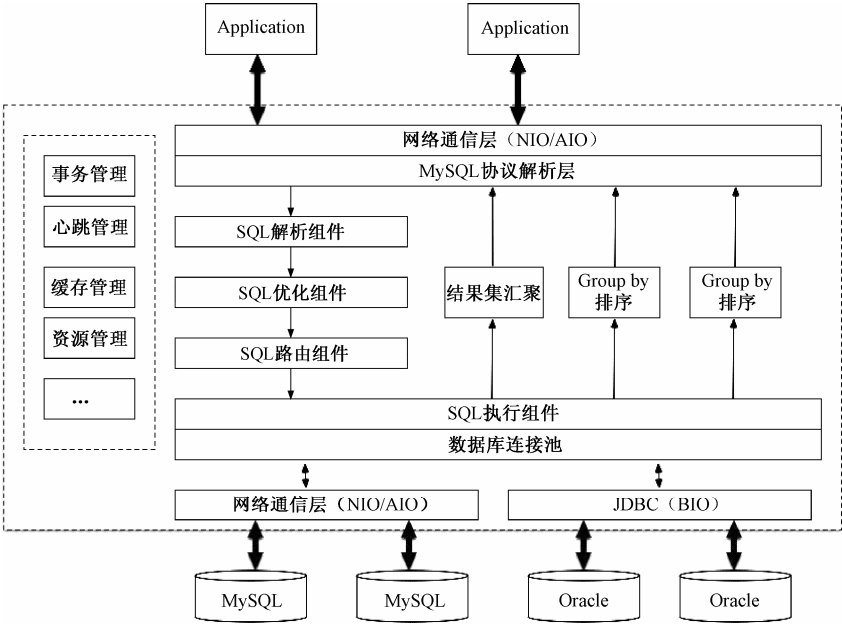 Application
Application
网络通信层（NIO/AIO）
MySQL协议解析层
事务管理
心跳管理
缓存管理
资源管理
...
SQL解析组件
SQL优化组件
SQL路由组件
结果集汇聚
Group by
排序
Group by
排序
SQL执行组件
数据库连接池
网络通信层（NIO/AIO）
JDBC（BIO）
MySQL
MySQL
Oracle
Oracle